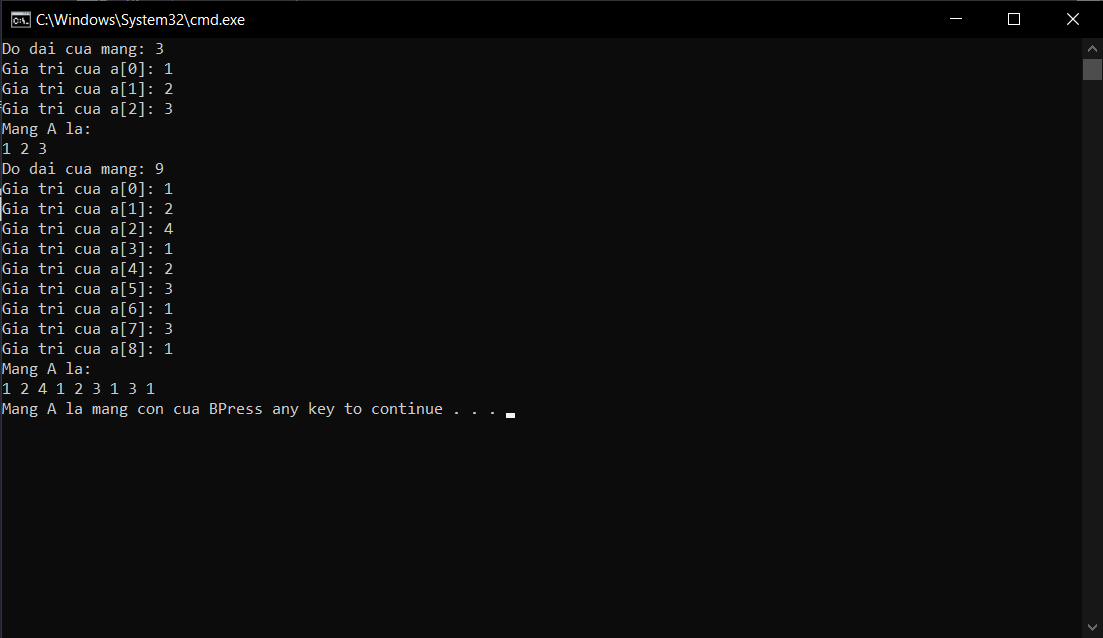 C:\Windows\System32\cmd.exe
Do dai cua mang: 3
Gia tri cua a[0]: 1
Gia tri cua a[1]: 2
Gia tri cua a[2]: 3
Mang A la:
1 2 3
Do dai cua mang: 9
Gia tri cua a[0]: 1
Gia tri cua a[1]: 2
Gia tri cua a[2]: 4
Gia tri cua a[3]: 1
Gia tri cua a[4]: 2
Gia tri cua a[5]: 3
Gia tri cua a[6]: 1
Gia tri cua a[7]: 3
Gia tri cua a[8]: 1
Mang A la:
1 2 4 1 2 3 1 3 1
Mang A la mang con cua BPress any key to continue . . .